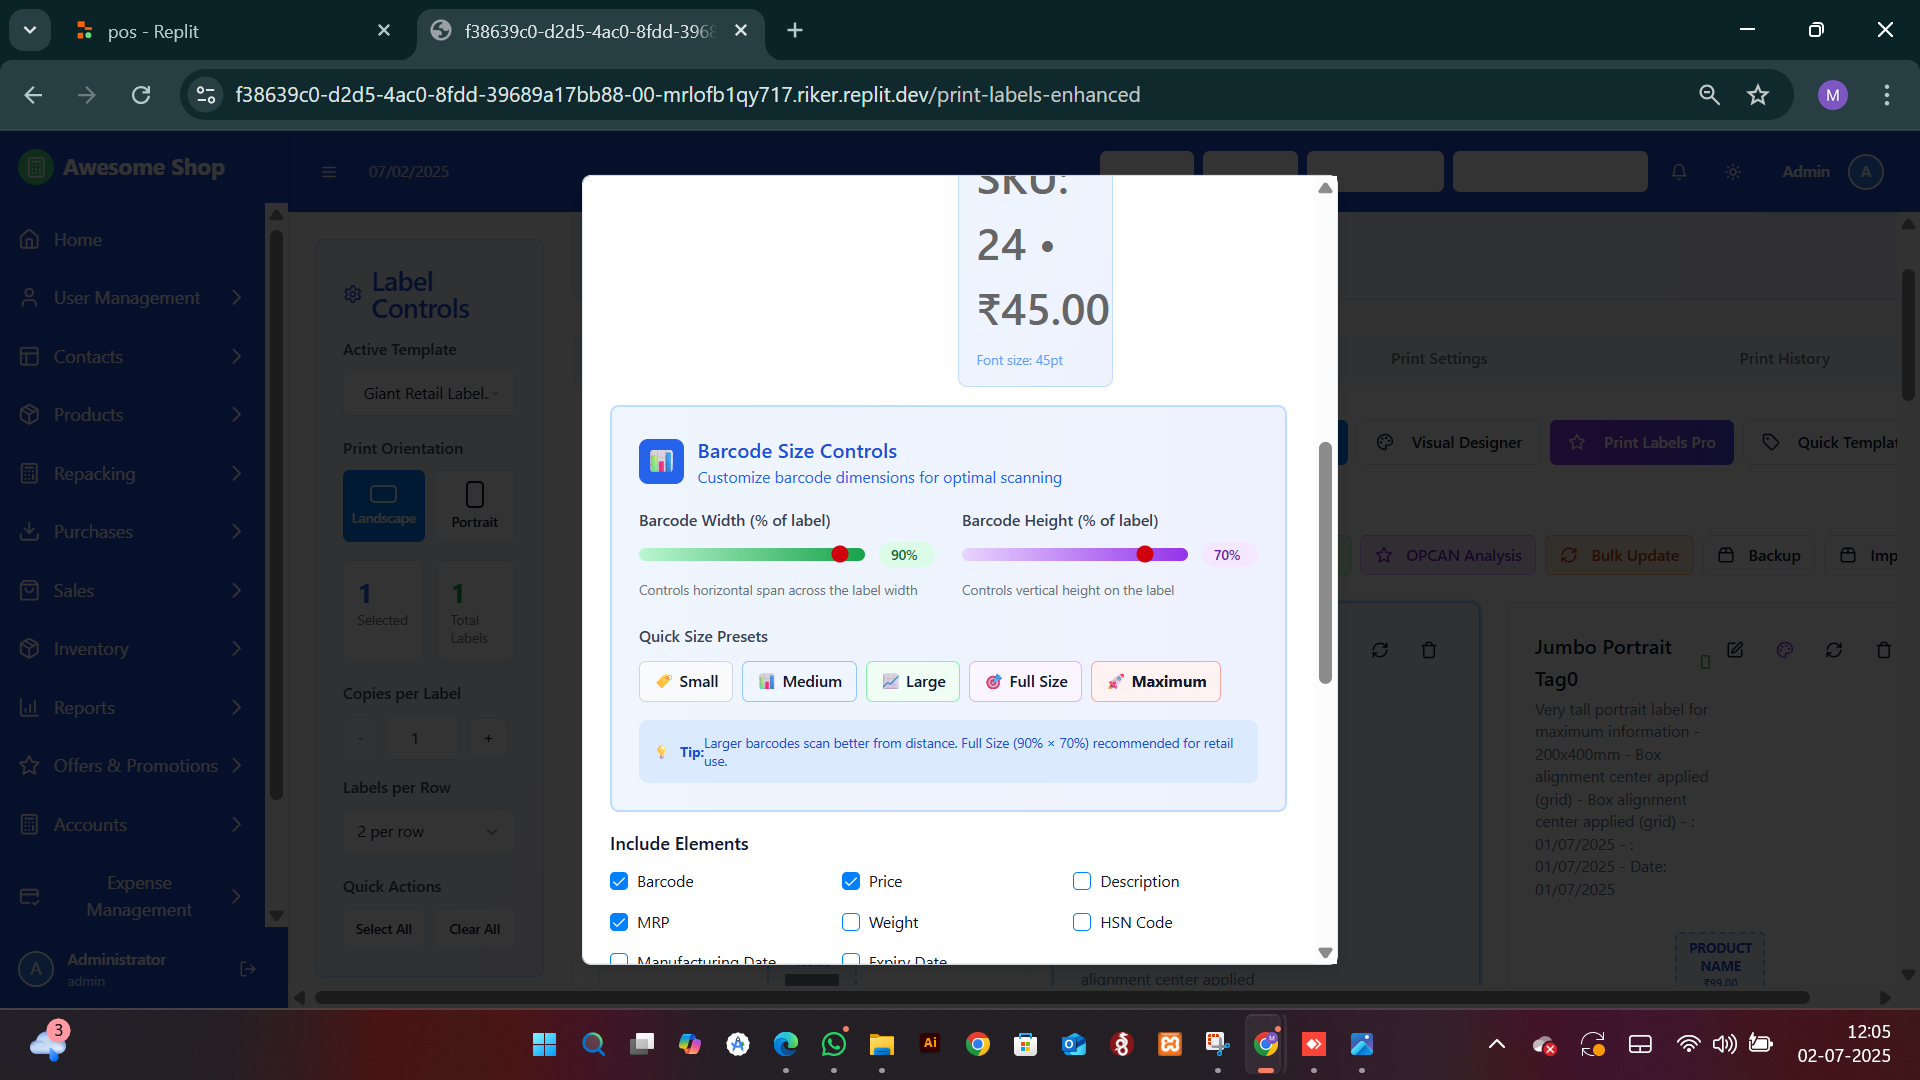 pos - Replit
f38639c0-d2d5-4ac0-8fdd-3968
f38639c0-d2d5-4ac0-8fdd-39689a17bb88-00-mrlofb1qy717.riker.replit.dev/print-labels-enhanced
M
Awesome Shop
07/02/2025
Admin
A
Home
User Management
Contacts
Products
Repacking
Purchases
Sales
Inventory
Reports
Offers & Promotions
Accounts
Expense
Management
A
Administrator
admin
Label
Controls
Active Template
Giant Retail Label..
Print Orientation
Landscape
Portrait
1
Selected
1
Total
Labels
Copies per Label
-
1
+
Labels per Row
2 per row
Quick Actions
Select All
Clear All
SKU:
24 •
₹45.00
Font size: 45pt
Barcode Size Controls
Customize barcode dimensions for optimal scanning
Barcode Width (% of label)
90%
Controls horizontal span across the label width
Barcode Height (% of label)
70%
Controls vertical height on the label
Quick Size Presets
Small
Medium
Large
Full Size
Maximum
Tip:
Larger barcodes scan better from distance. Full Size (90% × 70%) recommended for retail
use.
Include Elements
Barcode
Price
Description
MRP
Weight
HSN Code
Manufacturing Date
Expiry Date
Print Settings
Print History
Visual Designer
Print Labels Pro
Quick Templat
OPCAN Analysis
Bulk Update
Backup
Imp
Jumbo Portrait
Tag0
Very tall portrait label for
maximum information -
200x400mm - Box
alignment center applied
(grid) - Box alignment
center applied (grid) - :
01/07/2025 - :
01/07/2025 - Date:
01/07/2025
PRODUCT
NAME
₹99.00
alignment center applied
3
Ai
12:05
02-07-2025